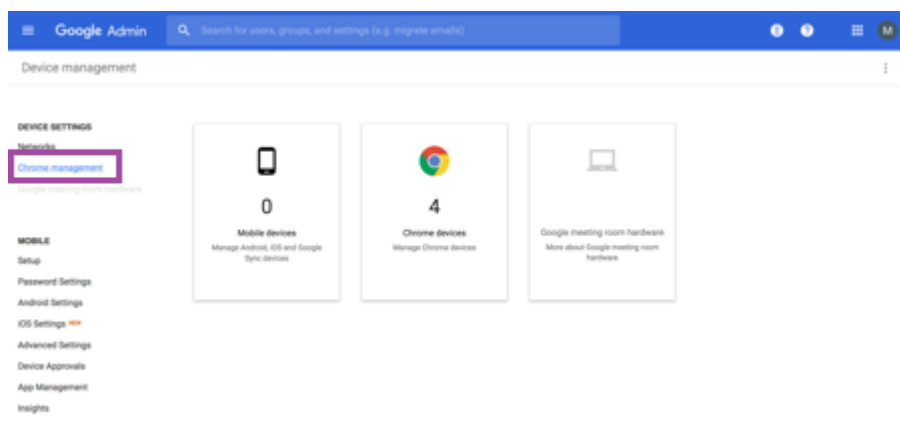 Google Admin
Search for users, groups, and settings (e.g. migrate emails)
M
Device management
DEVICE SETTINGS
Networks
Chrome management
Google meeting room hardware
MOBILE
Setup
Password Settings
Android Settings
iOS Settings NEW
Advanced Settings
Device Approvals
App Management
Insights
0
Mobile devices
Manage Android, iOS and Google
Sync devices
4
Chrome devices
Manage Chrome devices
Google meeting room hardware
More about Google meeting room
hardware